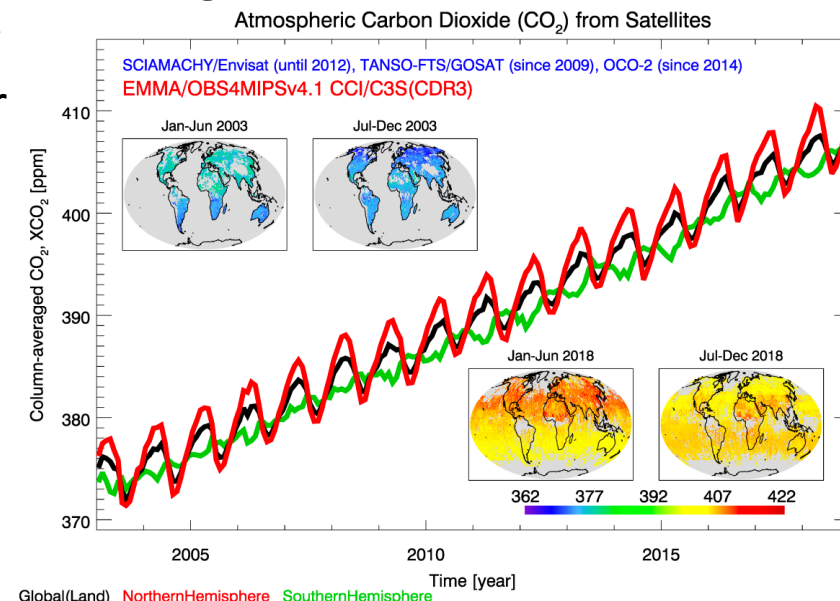 Atmospheric Carbon Dioxide (CO₂) from Satellites
SCIAMACHY/Envisat (until 2012), TANSO-FTS/GOSAT (since 2009), OCO-2 (since 2014)
EMMA/OBS4MIPSv4.1 CCI/C3S(CDR3)
Jan-Jun 2003
Jul-Dec 2003
Column-averaged CO₂, XCO₂ [ppm]
410
400
390
380
370
Jan-Jun 2018
Jul-Dec 2018
362 377 392 407 422
2005 2010 2015
Time [year]
Global(Land) NorthernHemisphere SouthernHemisphere